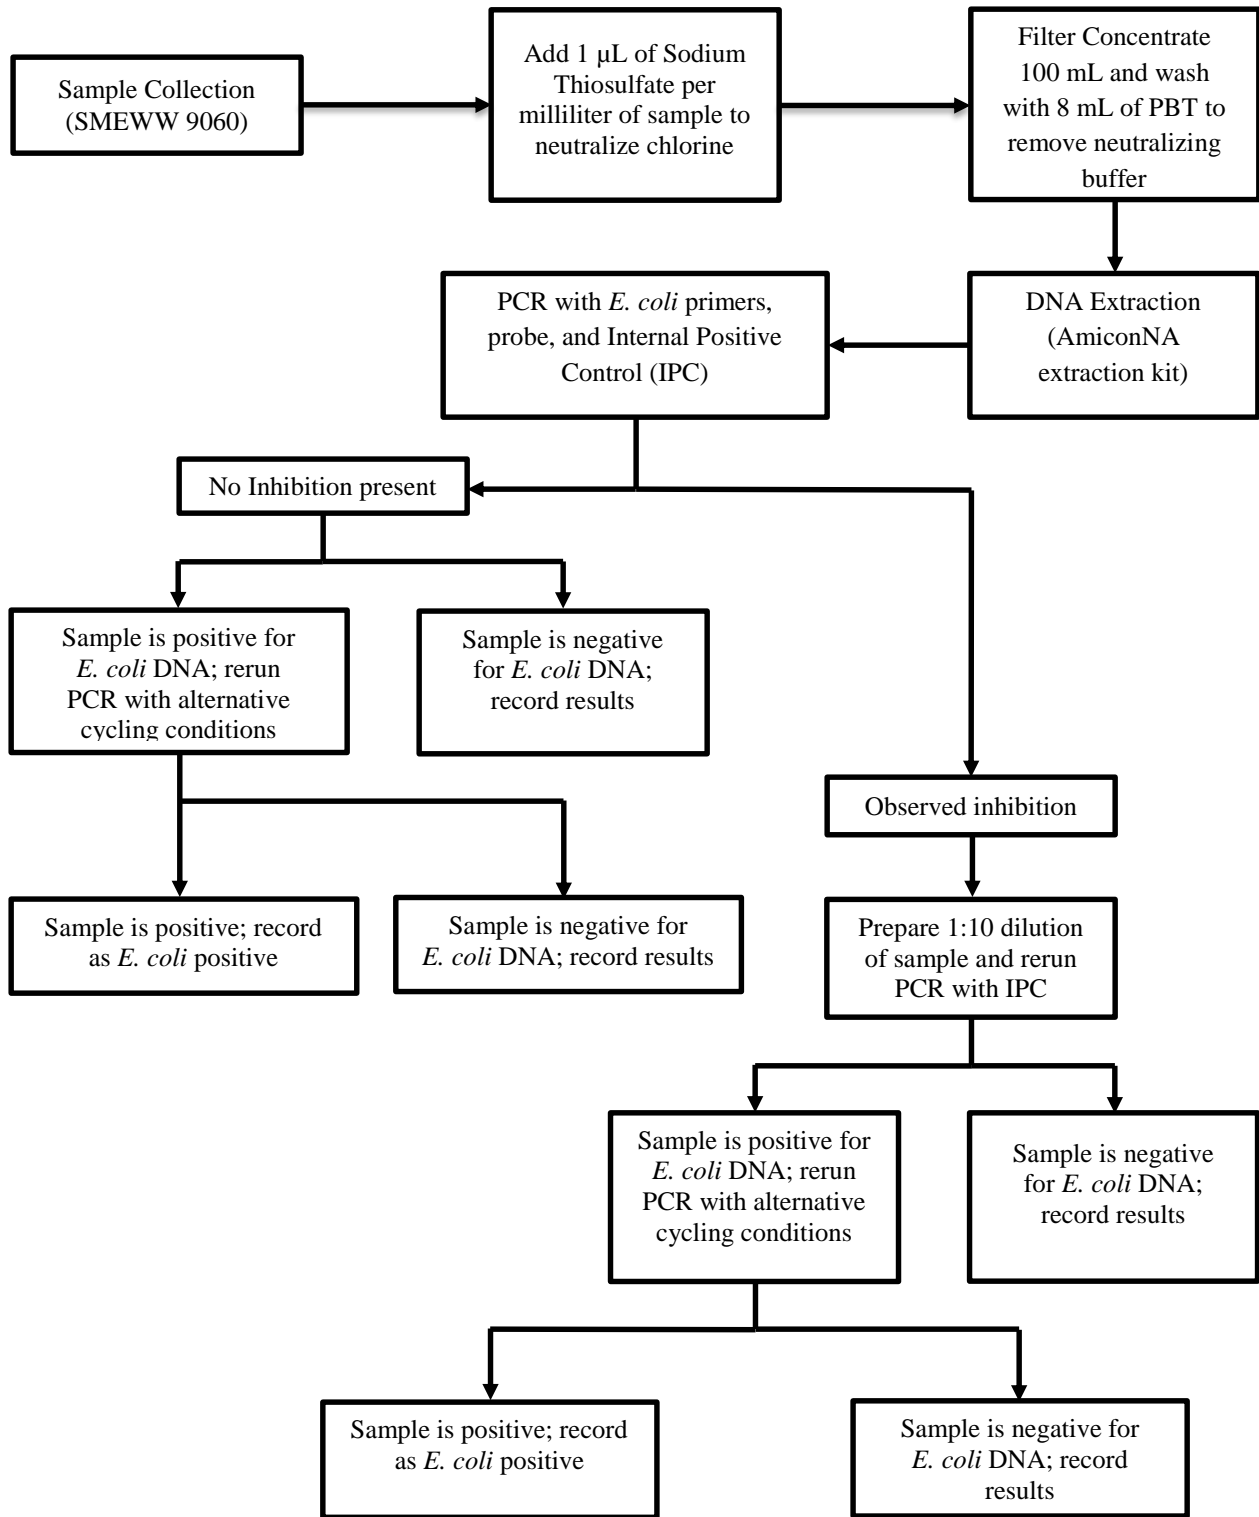 Sample Collection
(SMEWW 9060)
Add 1 µL of Sodium
Thiosulfate per
milliliter of sample to
neutralize chlorine
Filter Concentrate
100 mL and wash
with 8 mL of PBT to
remove neutralizing
buffer
PCR with E. coli primers,
probe, and Internal Positive
Control (IPC)
DNA Extraction
(AmiconNA
extraction kit)
No Inhibition present
Sample is positive for
E. coli DNA; rerun
PCR with alternative
cycling conditions
Sample is negative
for E. coli DNA;
record results
Observed inhibition
Sample is positive; record
as E. coli positive
Sample is negative for
E. coli DNA; record results
Prepare 1:10 dilution
of sample and rerun
PCR with IPC
Sample is positive for
E. coli DNA; rerun
PCR with alternative
cycling conditions
Sample is negative
for E. coli DNA;
record results
Sample is positive; record
as E. coli positive
Sample is negative for
E. coli DNA; record
results